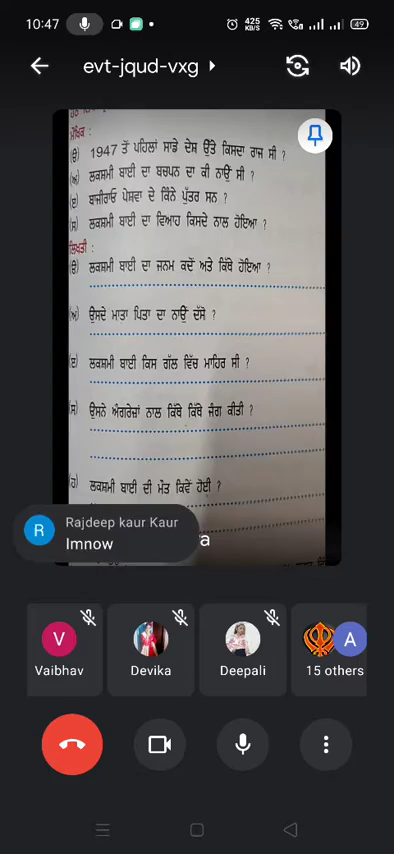 10:47
425
KB/S
49
evt-jqud-vxg
ਮੌਖਿਕ :
(ੳ) 1947 ਤੋਂ ਪਹਿਲਾਂ ਸਾਡੇ ਦੇਸ਼ ਉੱਤੇ ਕਿਸਦਾ ਰਾਜ ਸੀ ?
(ਅ) ਲਕਸ਼ਮੀ ਬਾਈ ਦਾ ਬਚਪਨ ਦਾ ਕੀ ਨਾਉਂ ਸੀ ?
(ੲ) ਬਾਜੀਰਾਓ ਪੇਸ਼ਵਾ ਦੇ ਕਿੰਨੇ ਪੁੱਤਰ ਸਨ ?
(ਸ) ਲਕਸ਼ਮੀ ਬਾਈ ਦਾ ਵਿਆਹ ਕਿਸਦੇ ਨਾਲ ਹੋਇਆ ?
ਲਿਖਤੀ :
(ੳ) ਲਕਸ਼ਮੀ ਬਾਈ ਦਾ ਜਨਮ ਕਦੋਂ ਅਤੇ ਕਿੱਥੇ ਹੋਇਆ ?
(ਅ) ਉਸਦੇ ਮਾਤਾ ਪਿਤਾ ਦਾ ਨਾਉਂ ਦੱਸੋ ?
(ੲ) ਲਕਸ਼ਮੀ ਬਾਈ ਕਿਸ ਗੱਲ ਵਿੱਚ ਮਾਹਿਰ ਸੀ ?
(ਸ) ਉਸਨੇ ਅੰਗਰੇਜ਼ਾਂ ਨਾਲ ਕਿੱਥੇ ਕਿੱਥੇ ਜੰਗ ਕੀਤੀ ?
(ਹ) ਲਕਸ਼ਮੀ ਬਾਈ ਦੀ ਮੌਤ ਕਿਵੇਂ ਹੋਈ ?
R
Rajdeep kaur Kaur
Imnow
a
V
A
Vaibhav
Devika
Deepali
15 others